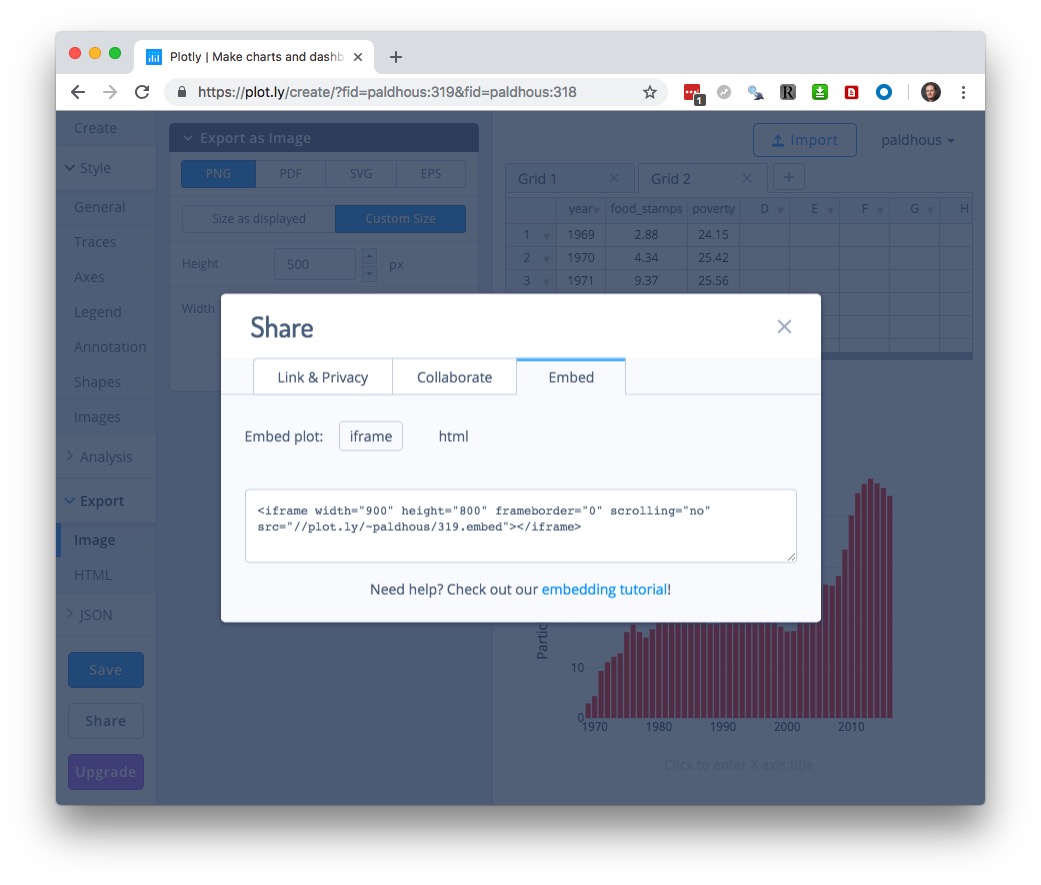 Plotly | Make charts and dashb
https://plot.ly/create/?fid=paldhous:319&fid=paldhous:318
1
Create
Style
General
Traces
Axes
Legend
Annotation
Shapes
Images
Analysis
Export
Image
HTML
JSON
Save
Share
Upgrade
Export as Image
PNG PDF SVG EPS
Size as displayed Custom Size
Height 500 px
Width
Import paldhous
Grid 1 Grid 2
year food_stamps poverty D E F G H
1 1969 2.88 24.15
2 1970 4.34 25.42
3 1971 9.37 25.56
Share
Link & Privacy Collaborate Embed
Embed plot: iframe html
<iframe width="900" height="800" frameborder="0" scrolling="no"
src="//plot.ly/~paldhous/319.embed"></iframe>
Need help? Check out our embedding tutorial!
Partic
10
0
1970 1980 1990 2000 2010
Click to enter X axis title